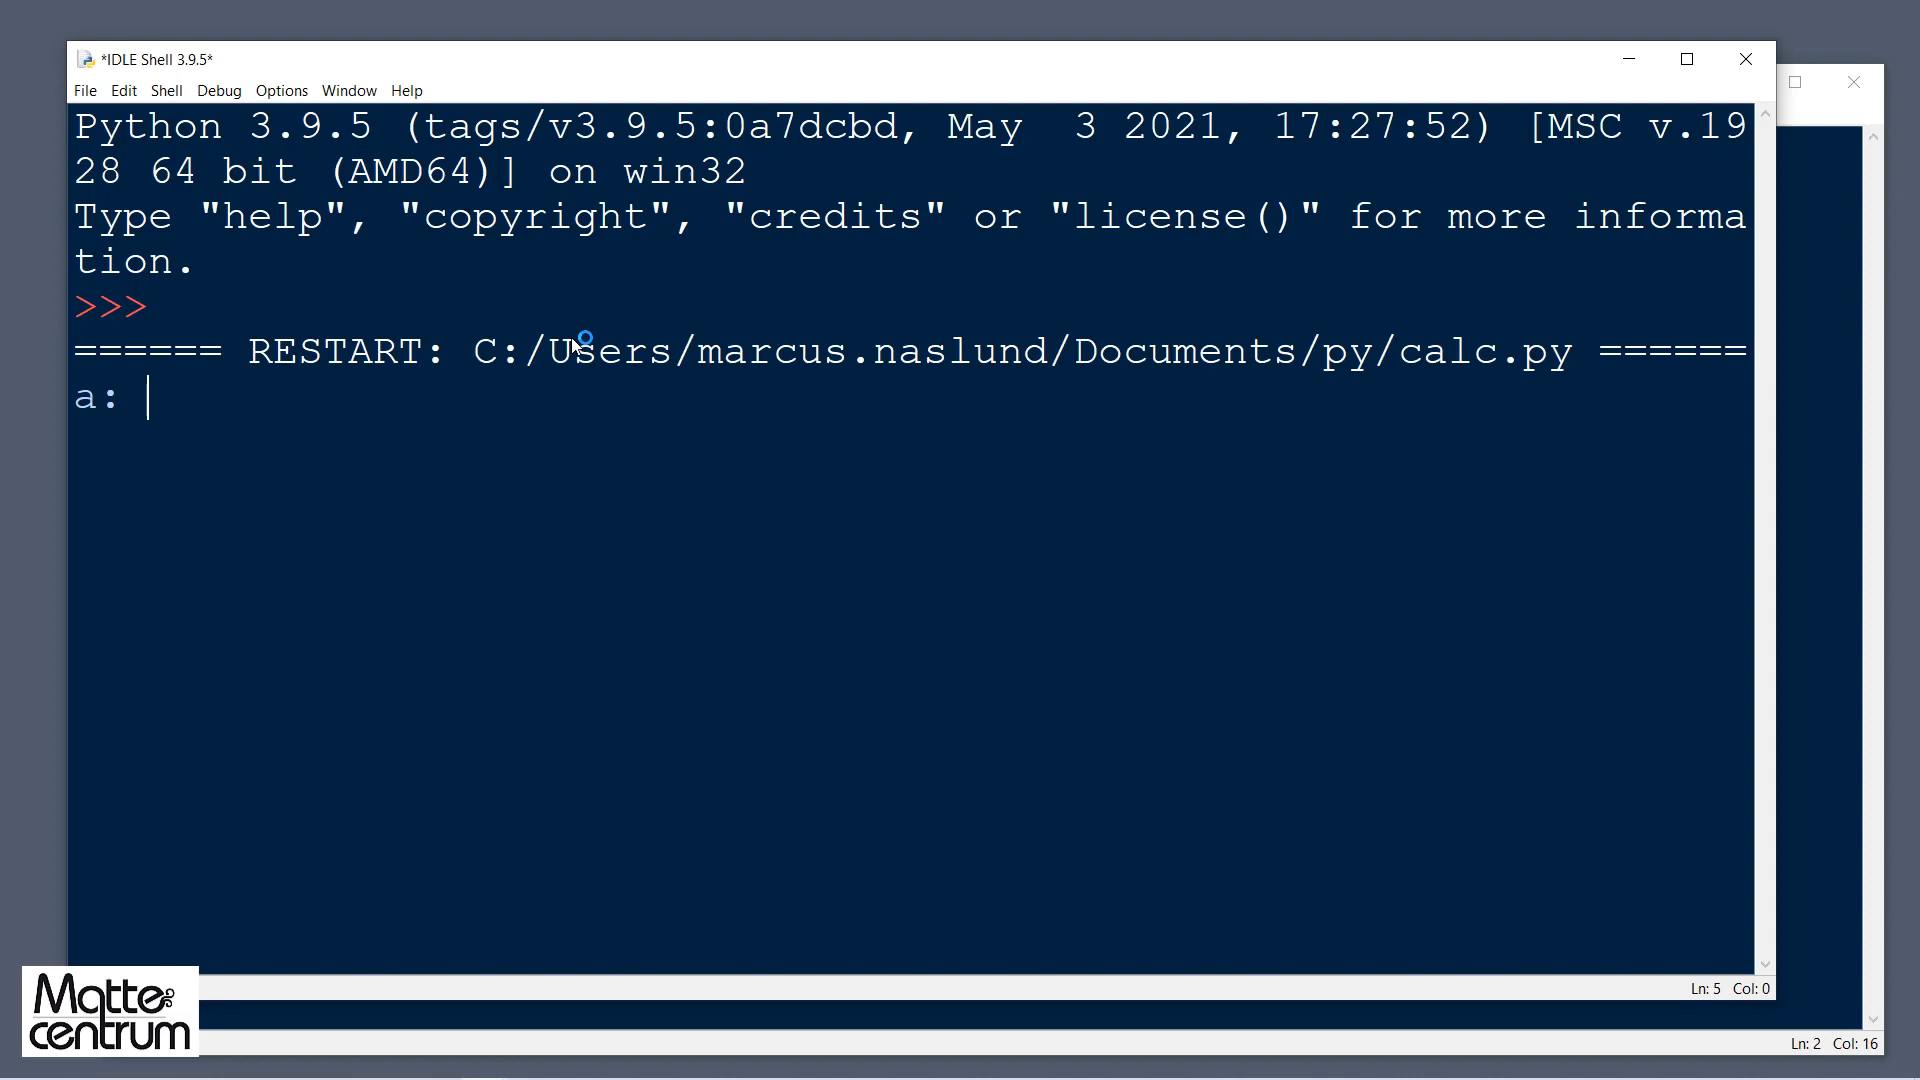 *IDLE Shell 3.9.5*
File Edit Shell Debug Options Window Help
Python 3.9.5 (tags/v3.9.5:0a7dcbd, May  3 2021, 17:27:52) [MSC v.19
28 64 bit (AMD64)] on win32
Type "help", "copyright", "credits" or "license()" for more informa
tion.
>>>
====== RESTART: C:/Users/marcus.naslund/Documents/py/calc.py ======
a:
Ln: 5 Col: 0
Matte
centrum
Ln: 2 Col: 16